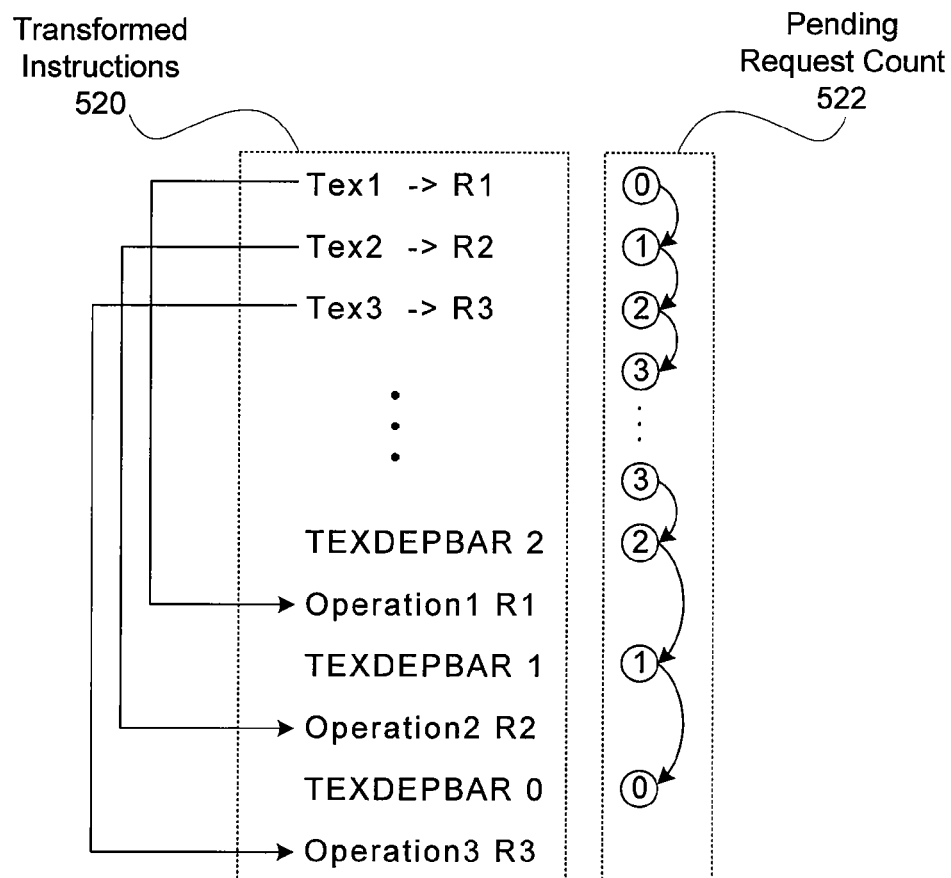 Transformed
Instructions
520
Pending
Request Count
522
Tex1 -> R1
0
Tex2 -> R2
1
Tex3 -> R3
2
3
3
TEXDEPBAR 2
2
Operation1 R1
TEXDEPBAR 1
1
Operation2 R2
TEXDEPBAR 0
0
Operation3 R3